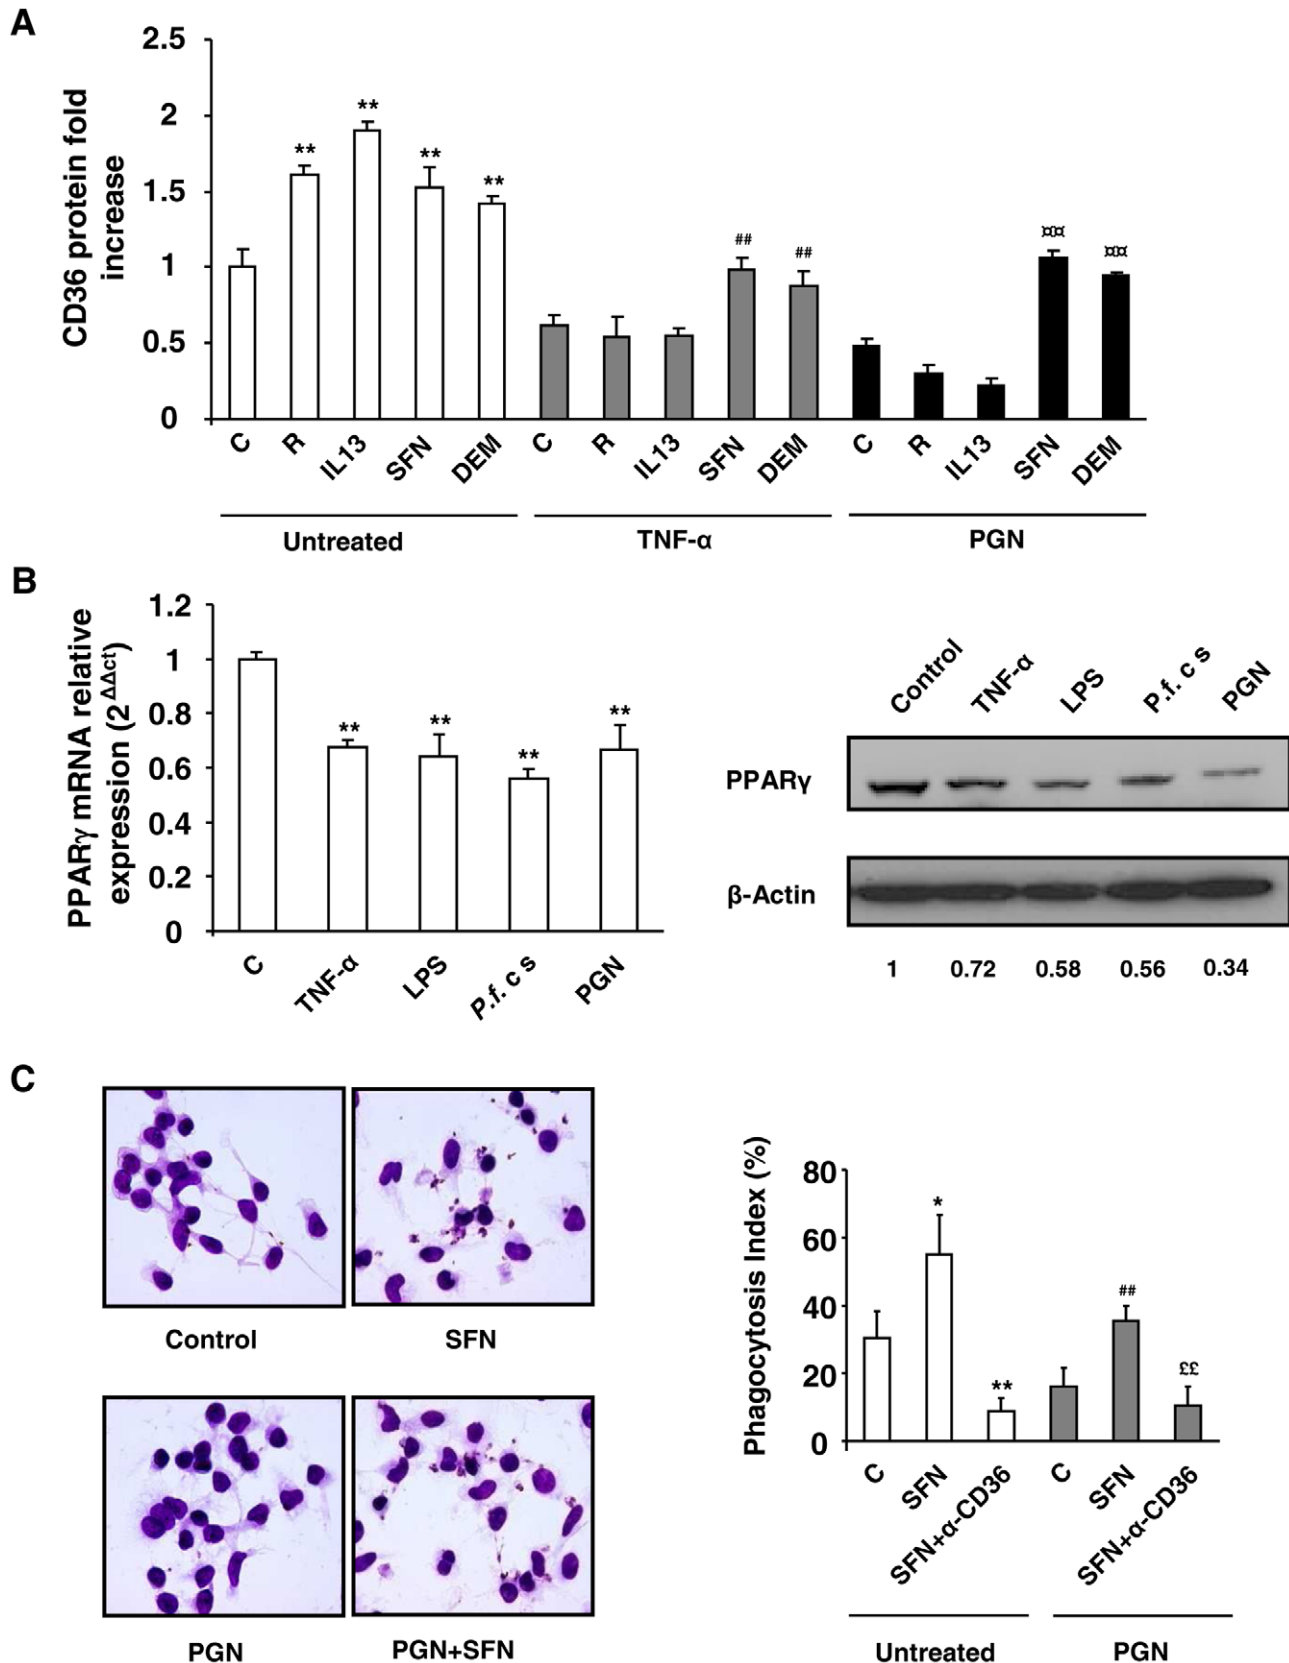 A
CD36 protein fold
increase
2.5
2
1.5
1
0.5
0
**
**
**
**
##
##
¤¤
¤¤
C
R
IL13
SFN
DEM
C
R
IL13
SFN
DEM
C
R
IL13
SFN
DEM
Untreated
TNF-α
PGN
B
PPARγ mRNA relative
expression (2^ΔΔct)
1.2
1
0.8
0.6
0.4
0.2
0
**
**
**
**
C
TNF-α
LPS
P.f. c s
PGN
Control
TNF-α
LPS
P.f. c s
PGN
PPARγ
β-Actin
1 0.72 0.58 0.56 0.34
C
Control
SFN
PGN
PGN+SFN
Phagocytosis Index (%)
80
60
40
20
0
*
**
##
££
C
SFN
SFN+α-CD36
C
SFN
SFN+α-CD36
Untreated
PGN